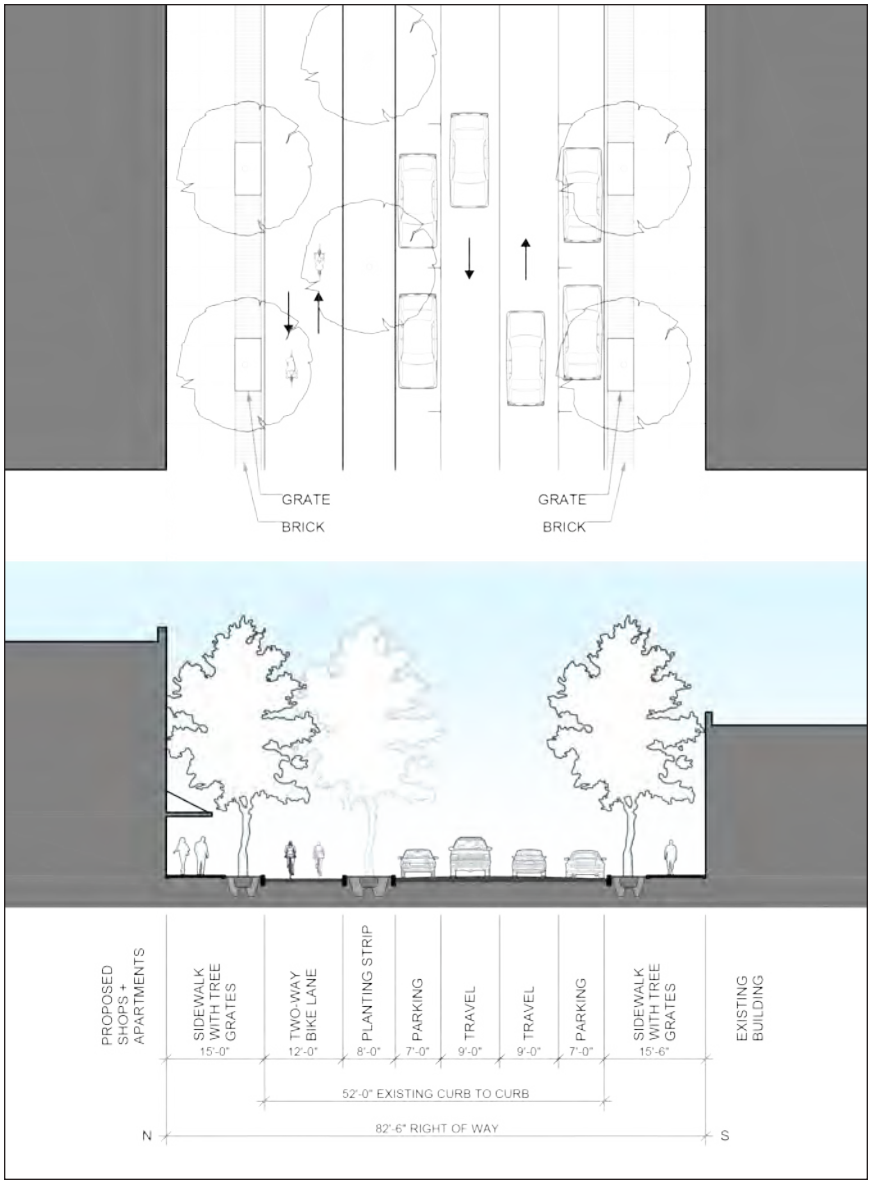 GRATE
BRICK
GRATE
BRICK
PROPOSED
SHOPS +
APARTMENTS
SIDEWALK
WITH TREE
GRATES
TWO-WAY
BIKE LANE
PLANTING STRIP
PARKING
TRAVEL
TRAVEL
PARKING
SIDEWALK
WITH TREE
GRATES
EXISTING
BUILDING
15'-0"
12'-0"
8'-0"
7'-0"
9'-0"
9'-0"
7'-0"
15'-6"
52'-0" EXISTING CURB TO CURB
82'-6" RIGHT OF WAY
N
S